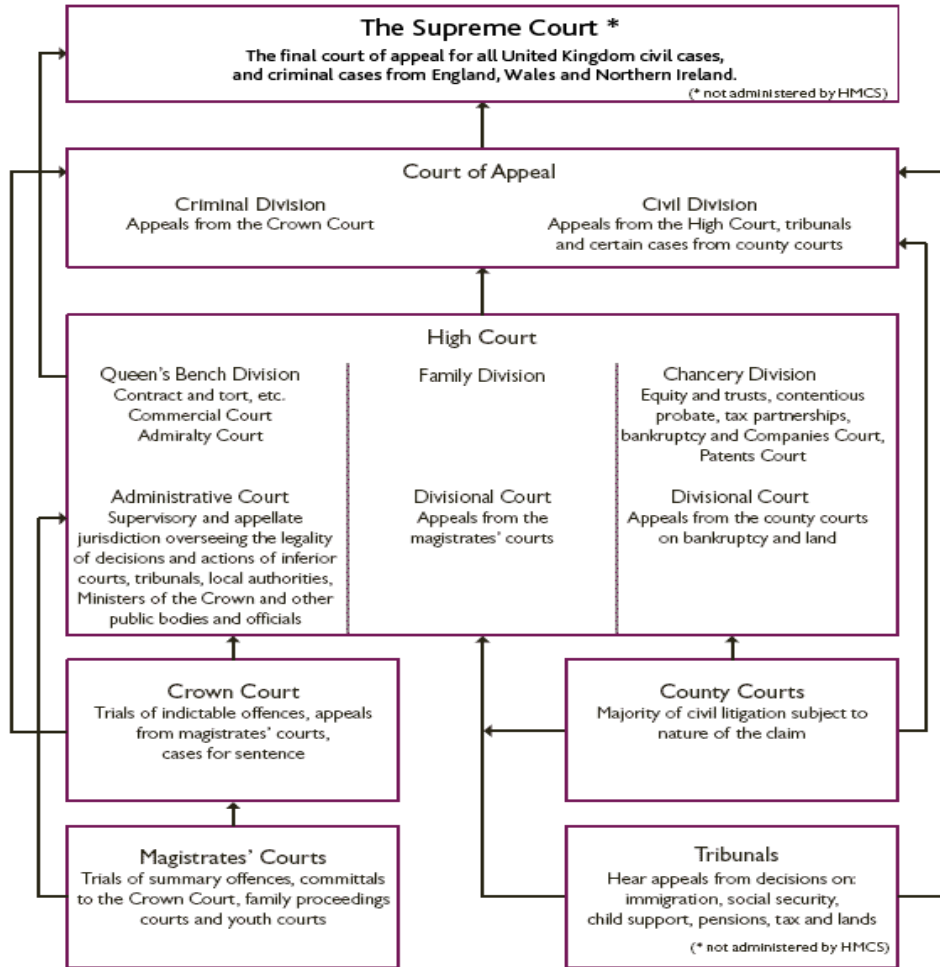 The Supreme Court *
The final court of appeal for all United Kingdom civil cases,
and criminal cases from England, Wales and Northern Ireland.
(* not administered by HMCS)
Court of Appeal
Criminal Division
Appeals from the Crown Court
Civil Division
Appeals from the High Court, tribunals
and certain cases from county courts
High Court
Queen's Bench Division
Contract and tort, etc.
Commercial Court
Admiralty Court
Administrative Court
Supervisory and appellate
jurisdiction overseeing the legality
of decisions and actions of inferior
courts, tribunals, local authorities,
Ministers of the Crown and other
public bodies and officials
Family Division
Divisional Court
Appeals from the
magistrates' courts
Chancery Division
Equity and trusts, contentious
probate, tax partnerships,
bankruptcy and Companies Court,
Patents Court
Divisional Court
Appeals from the county courts
on bankruptcy and land
Crown Court
Trials of indictable offences, appeals
from magistrates' courts,
cases for sentence
County Courts
Majority of civil litigation subject to
nature of the claim
Magistrates' Courts
Trials of summary offences, committals
to the Crown Court, family proceedings
courts and youth courts
Tribunals
Hear appeals from decisions on:
immigration, social security,
child support, pensions, tax and lands
(* not administered by HMCS)